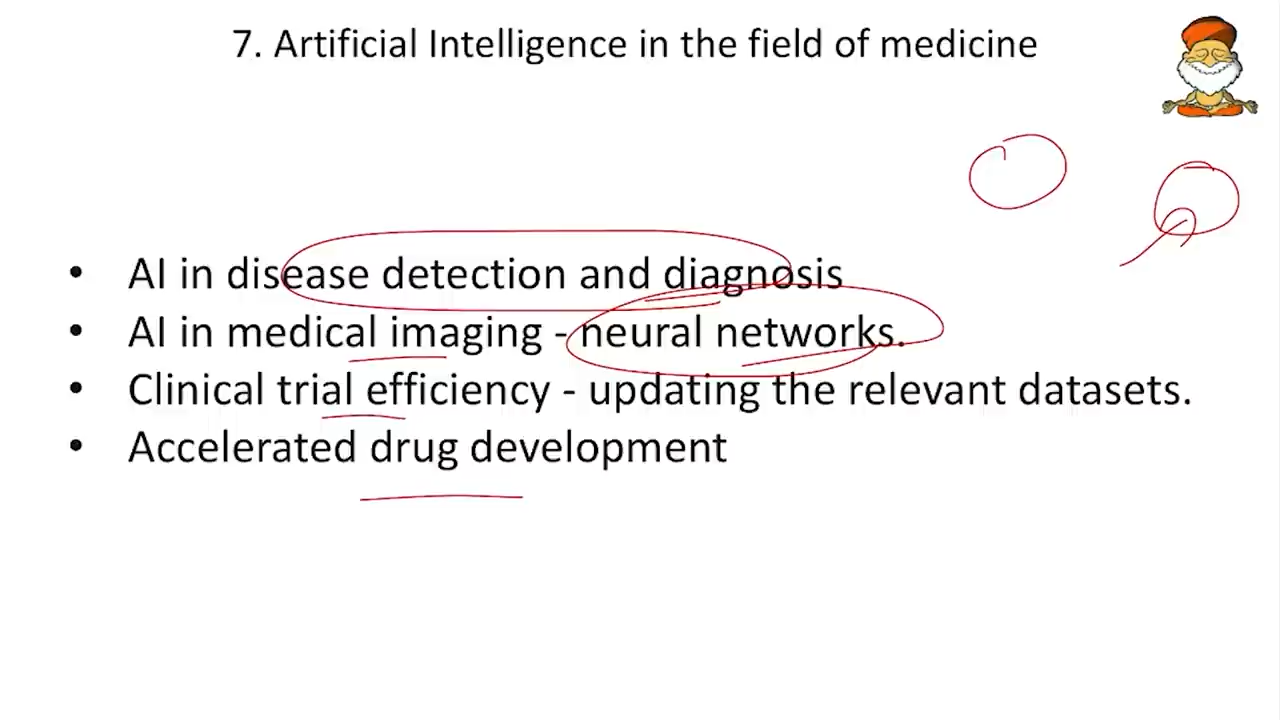 7. Artificial Intelligence in the field of medicine
• AI in disease detection and diagnosis
• AI in medical imaging - neural networks.
• Clinical trial efficiency - updating the relevant datasets.
• Accelerated drug development